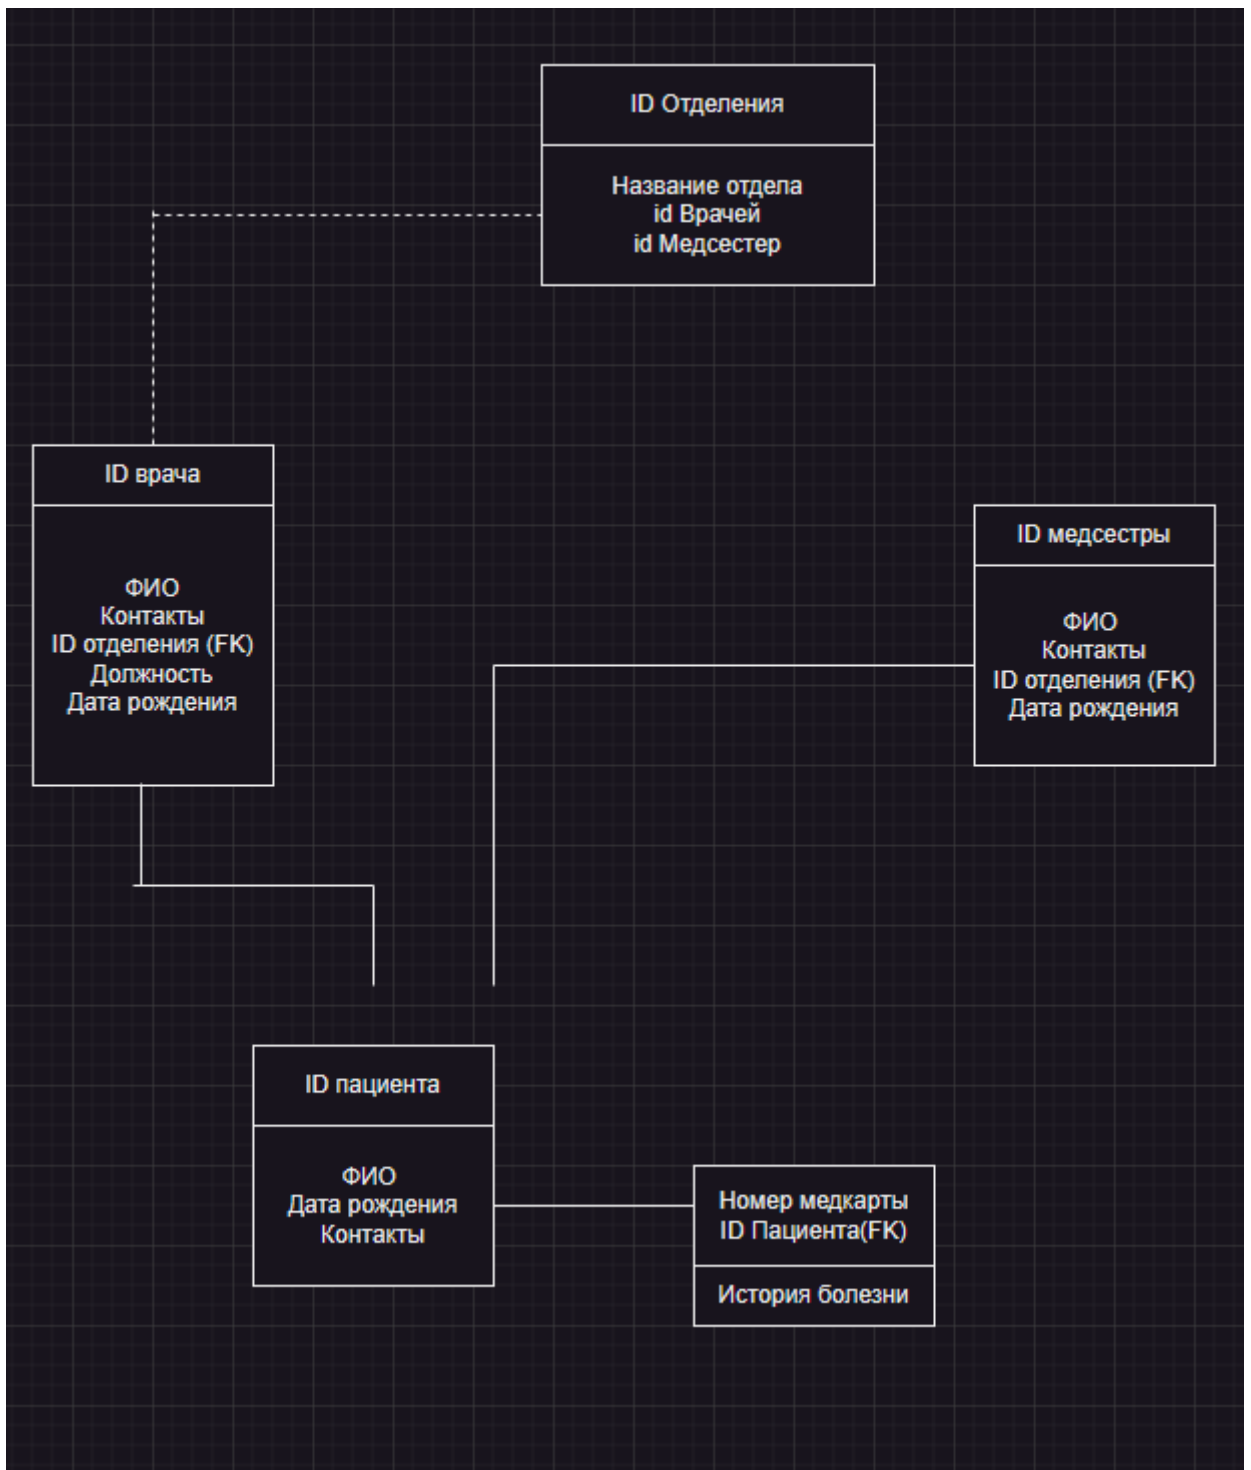 ID Отделения
Название отдела
id Врачей
id Медсестер
ID врача
ФИО
Контакты
ID отделения (FK)
Должность
Дата рождения
ID медсестры
ФИО
Контакты
ID отделения (FK)
Дата рождения
ID пациента
ФИО
Дата рождения
Контакты
Номер медкарты
ID Пациента(FK)
История болезни